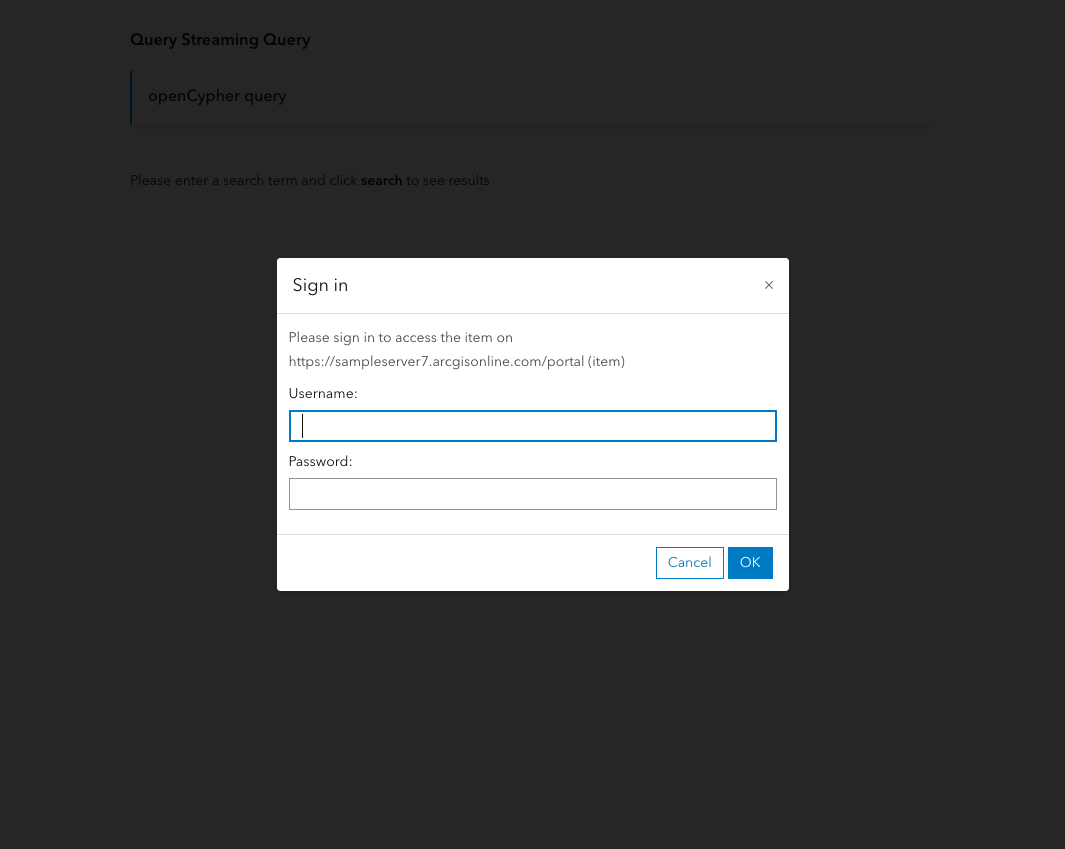 Query Streaming Query
openCypher query
Please enter a search term and click search to see results
Sign in
Please sign in to access the item on
https://sampleserver7.arcgisonline.com/portal (item)
Username:
Password:
Cancel OK